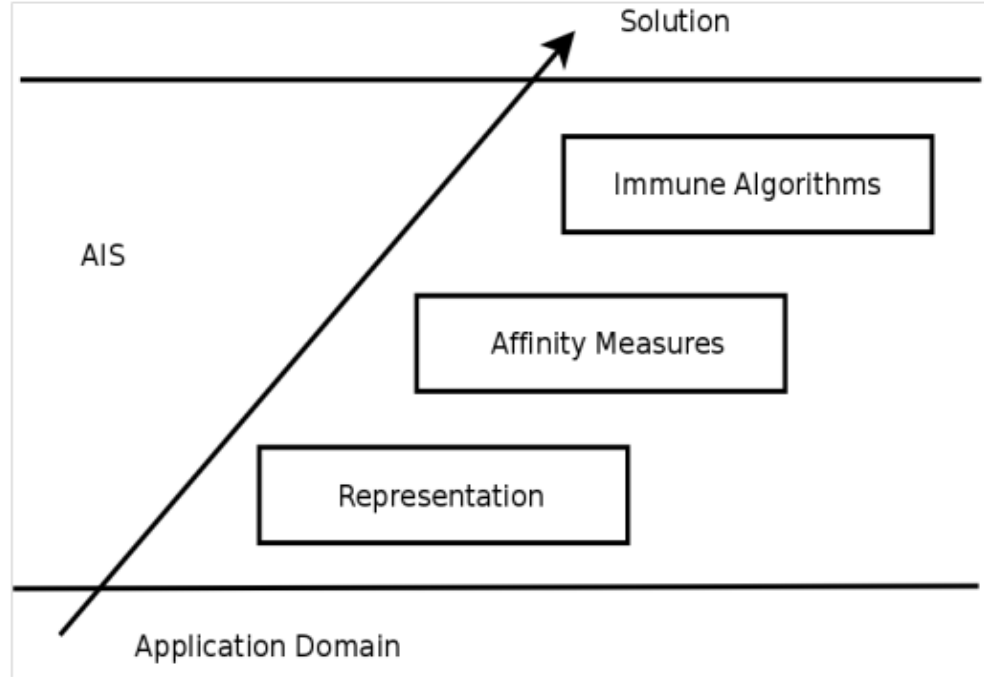 Solution
Immune Algorithms
AIS
Affinity Measures
Representation
Application Domain